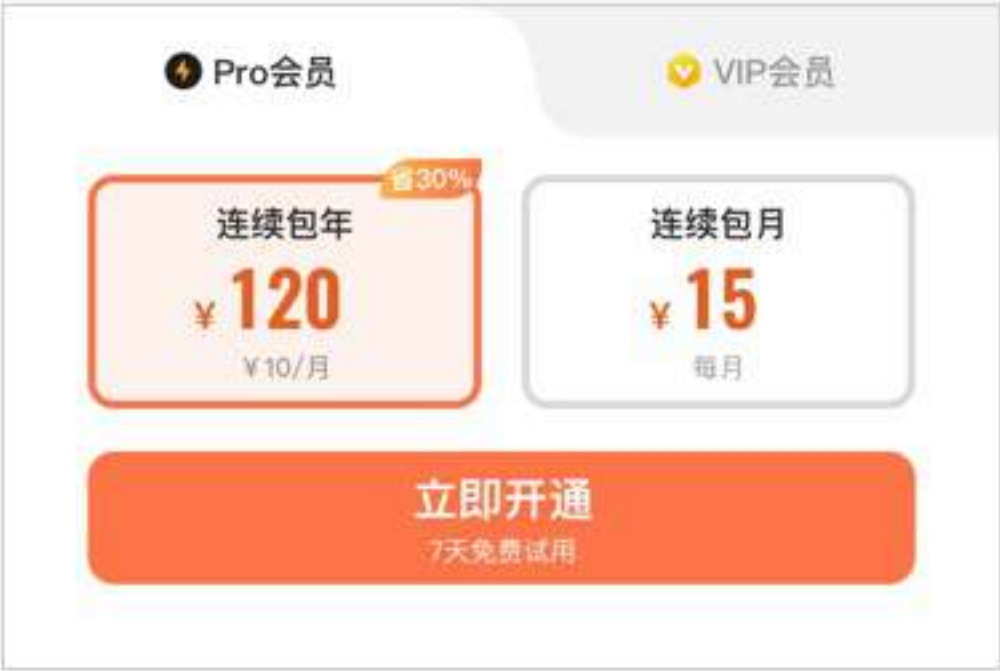 Pro会员
VIP会员
省30%
连续包年
¥120
¥10/月
连续包月
¥15
每月
立即开通
7天免费试用